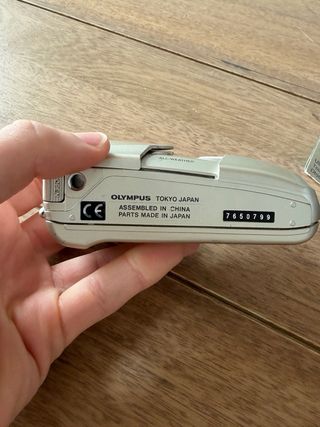 ALL-WEATHER
OLYMPUS TOKYO JAPAN
ASSEMBLED IN CHINA
PARTS MADE IN JAPAN
CE
7650799